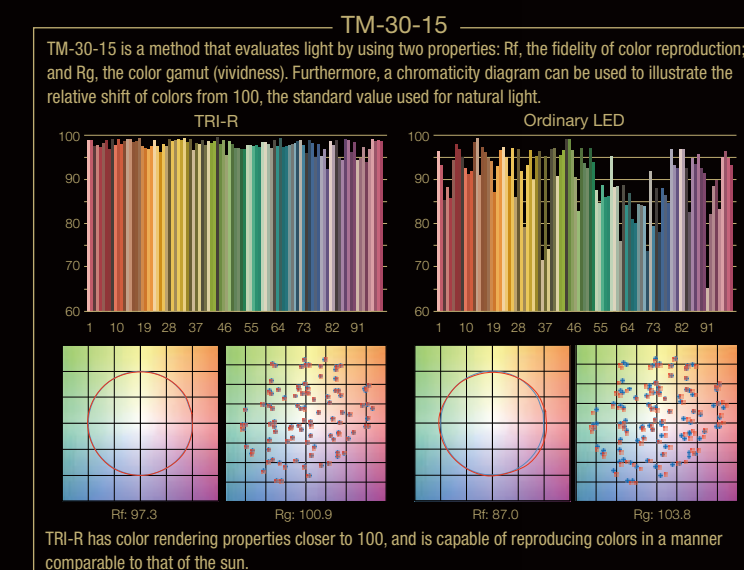 TM-30-15
TM-30-15 is a method that evaluates light by using two properties: Rf, the fidelity of color reproduction;
and Rg, the color gamut (vividness). Furthermore, a chromaticity diagram can be used to illustrate the
relative shift of colors from 100, the standard value used for natural light.
TRI-R
100
90
80
70
60
1 10 19 28 37 46 55 64 73 82 91
Ordinary LED
100
90
80
70
60
1 10 19 28 37 46 55 64 73 82 91
Rf: 97.3 Rg: 100.9 Rf: 87.0 Rg: 103.8
TRI-R has color rendering properties closer to 100, and is capable of reproducing colors in a manner
comparable to that of the sun.